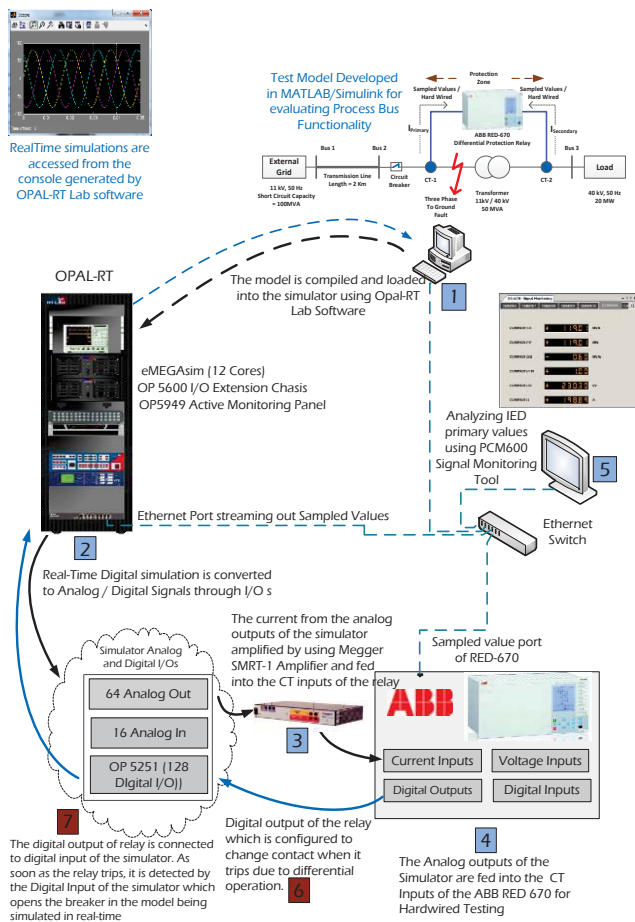 RealTime simulations are
accessed from the
console generated by
OPAL-RT Lab software
Test Model Developed
in MATLAB/Simulink for
evaluating Process Bus
Functionality
Protection
Zone
Sampled Values /
Hard Wired
Sampled Values /
Hard Wired
ABB RED-670
Differential Protection Relay
IPrimary
ISecondary
Bus 1
Bus 2
Bus 3
External
Grid
Transmission Line
Length = 2 Km
Circuit
Breaker
CT-1
CT-2
Load
11 kV, 50 Hz
Short Circuit Capacity
= 100MVA
Three Phase
To Ground
Fault
Transformer
11kV / 40 kV
50 MVA
40 kV, 50 Hz
20 MW
OPAL-RT
The model is compiled and loaded
into the simulator using Opal-RT
Lab Software
1
eMEGAsim (12 Cores)
OP 5600 I/O Extension Chasis
OP5949 Active Monitoring Panel
Analyzing IED
primary values
using PCM600
Signal Monitoring
Tool
5
Ethernet
Switch
Ethernet Port streaming out Sampled Values
2
Real-Time Digital simulation is converted
to Analog / Digital Signals through I/O s
Simulator Analog
and Digital I/Os
64 Analog Out
16 Analog In
OP 5251 (128
DIgital I/O))
The current from the analog
outputs of the simulator
amplified by using Megger
SMRT-1 Amplifier and fed
into the CT inputs of the relay
3
Sampled value port
of RED-670
ABB
Current Inputs
Voltage Inputs
Digital Outputs
Digital Inputs
4
The Analog outputs of the
Simulator are fed into the CT
Inputs of the ABB RED 670 for
Hardwired Testing
Digital output of the relay
which is configured to
change contact when it
trips due to differential
operation.
6
7
The digital output of relay is connected
to digital input of the simulator. As
soon as the relay trips, it is detected by
the Digital Input of the simulator which
opens the breaker in the model being
simulated in real-time